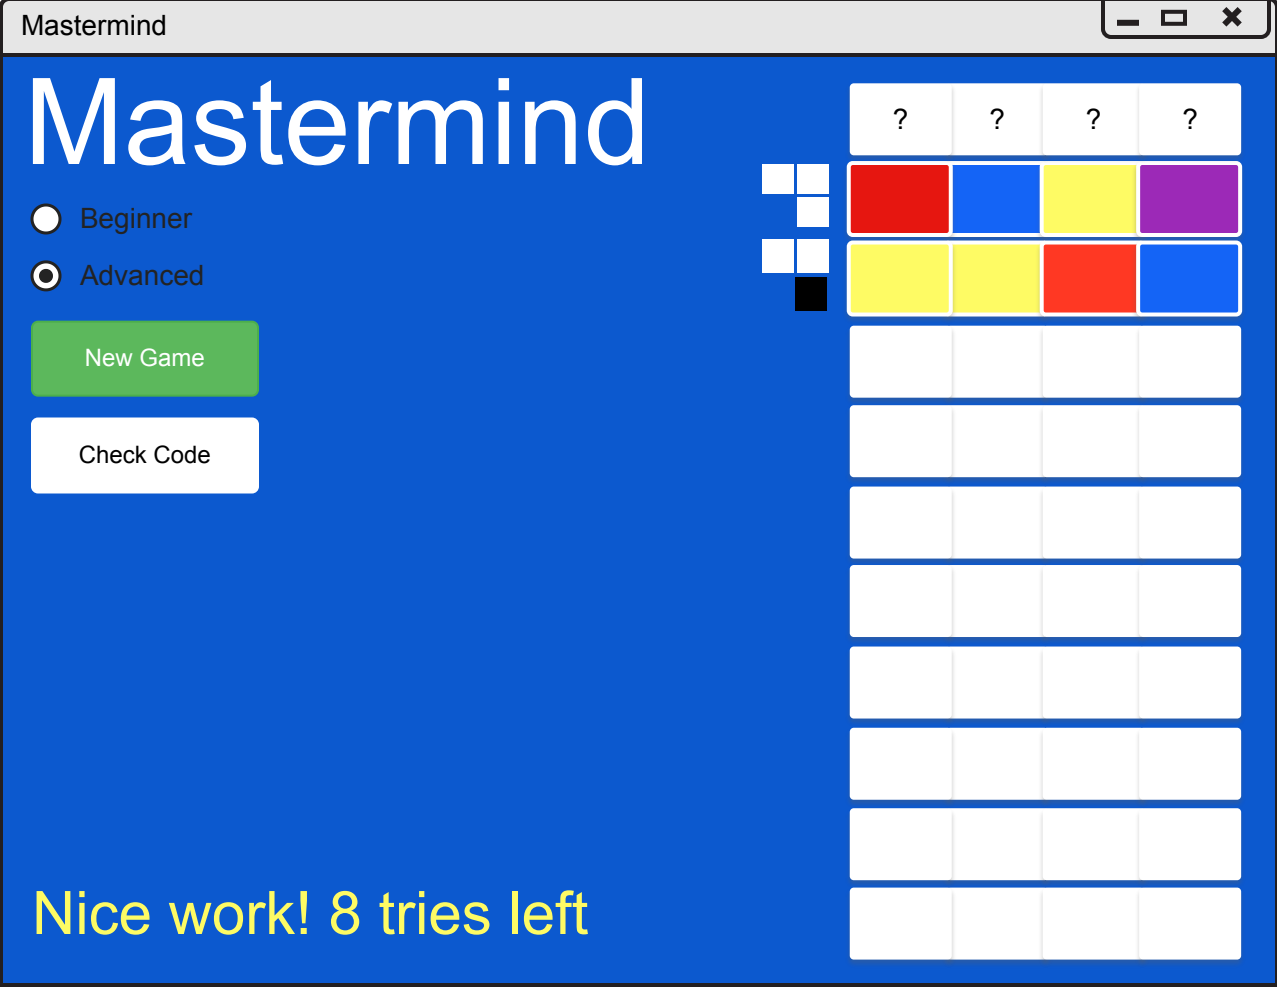 Mastermind
Mastermind
? ? ? ?
Beginner
Advanced
New Game
Check Code
Nice work! 8 tries left